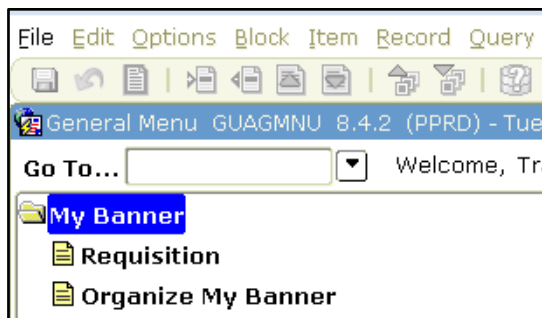 File Edit Options Block Item Record Query
General Menu GUAGMNU 8.4.2 (PPRD) - Tue
Go To... Welcome, Tr
My Banner
Requisition
Organize My Banner